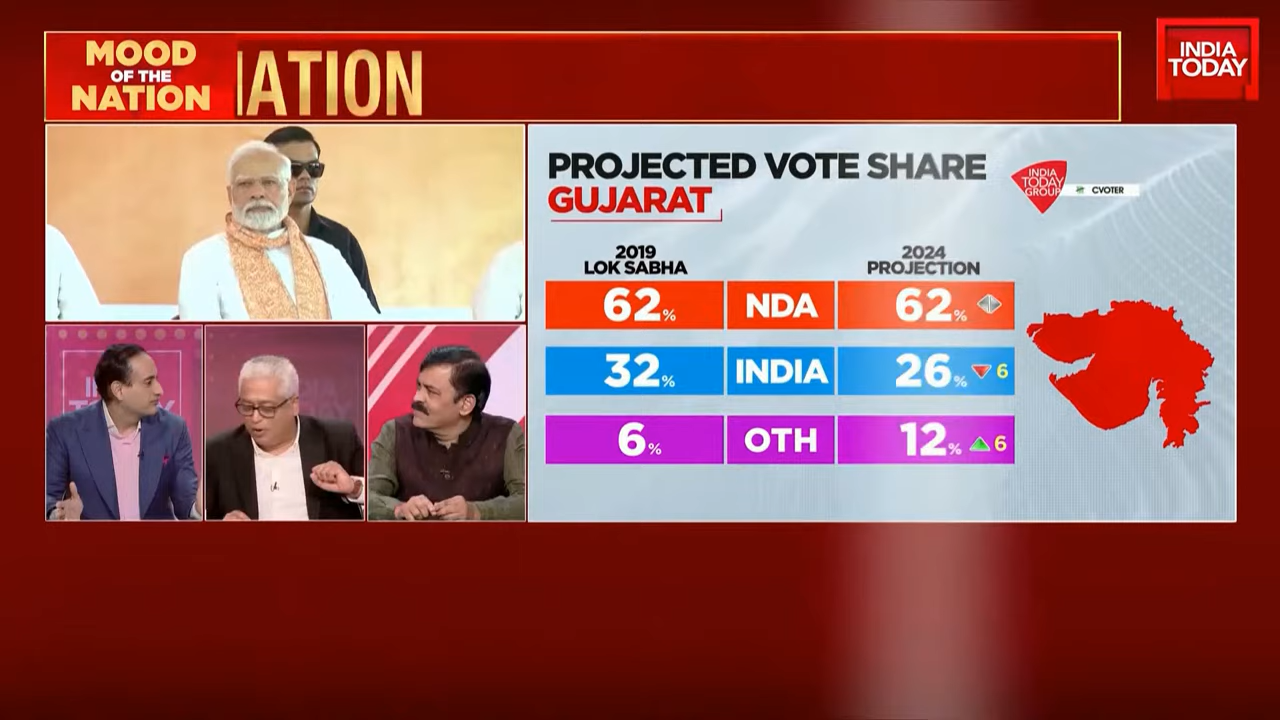 MOOD
OF THE
NATION
ATION
INDIA
TODAY
PROJECTED VOTE SHARE
GUJARAT
INDIA
TODAY
GROUP
CVOTER
2019
LOK SABHA
2024
PROJECTION
62% NDA 62%
32% INDIA 26% 6
6% OTH 12% 6